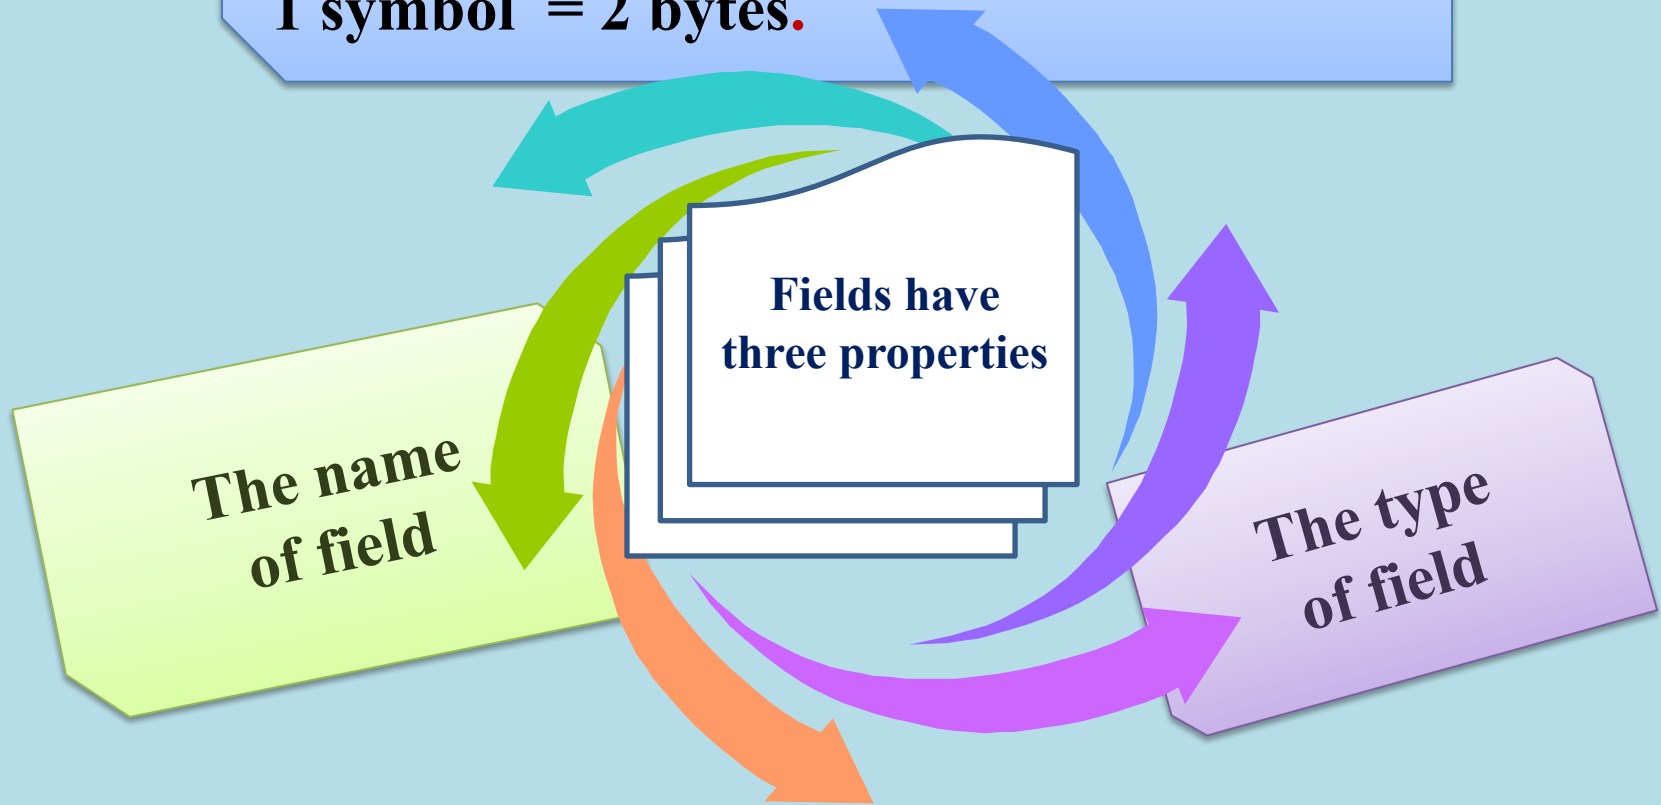 1 symbol = 2 bytes.
Fields have
three properties
The name
of field
The type
of field